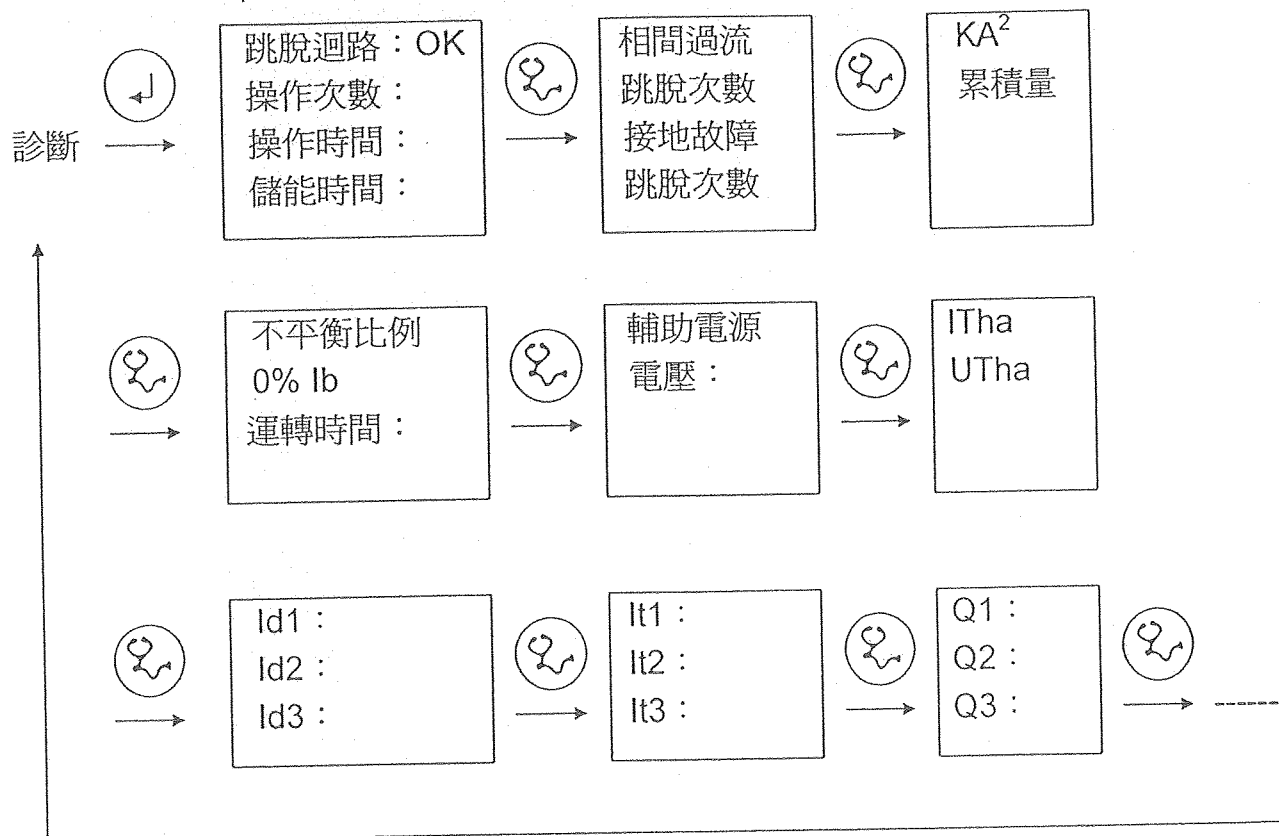 診斷
跳脫迴路：OK
操作次數：
操作時間：
儲能時間：
相間過流
跳脫次數
接地故障
跳脫次數
KA²
累積量
不平衡比例
0% Ib
運轉時間：
輔助電源
電壓：
ITha
UTha
Id1：
Id2：
Id3：
It1：
It2：
It3：
Q1：
Q2：
Q3：